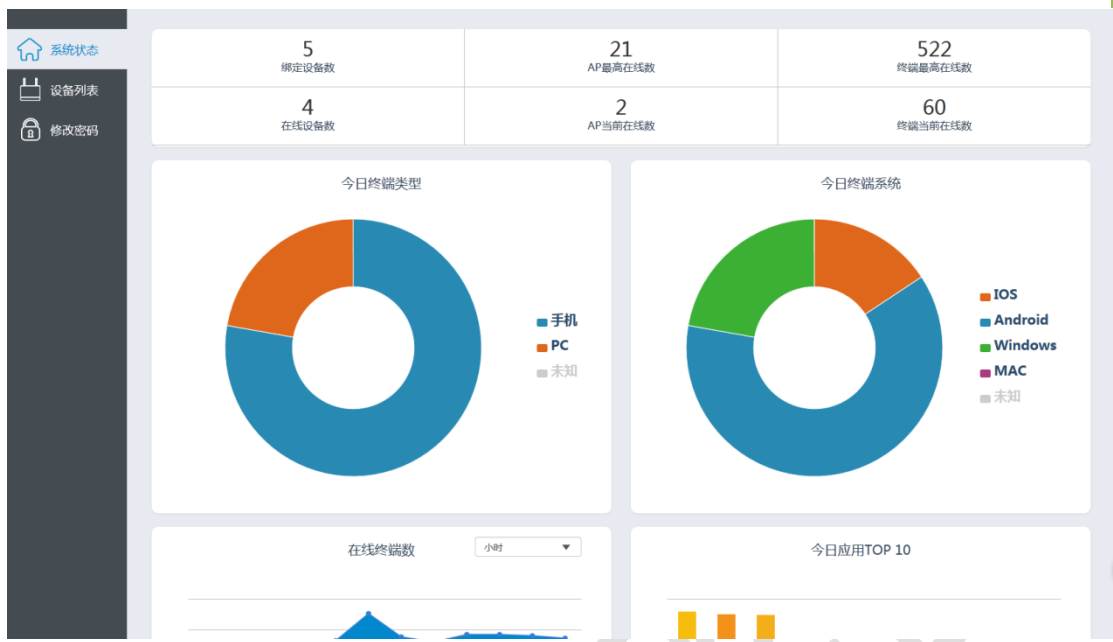 系统状态
设备列表
修改密码
5
绑定设备数
21
AP最高在线数
522
终端最高在线数
4
在线设备数
2
AP当前在线数
60
终端当前在线数
今日终端类型
手机
PC
未知
今日终端系统
IOS
Android
Windows
MAC
未知
在线终端数
小时
今日应用TOP 10